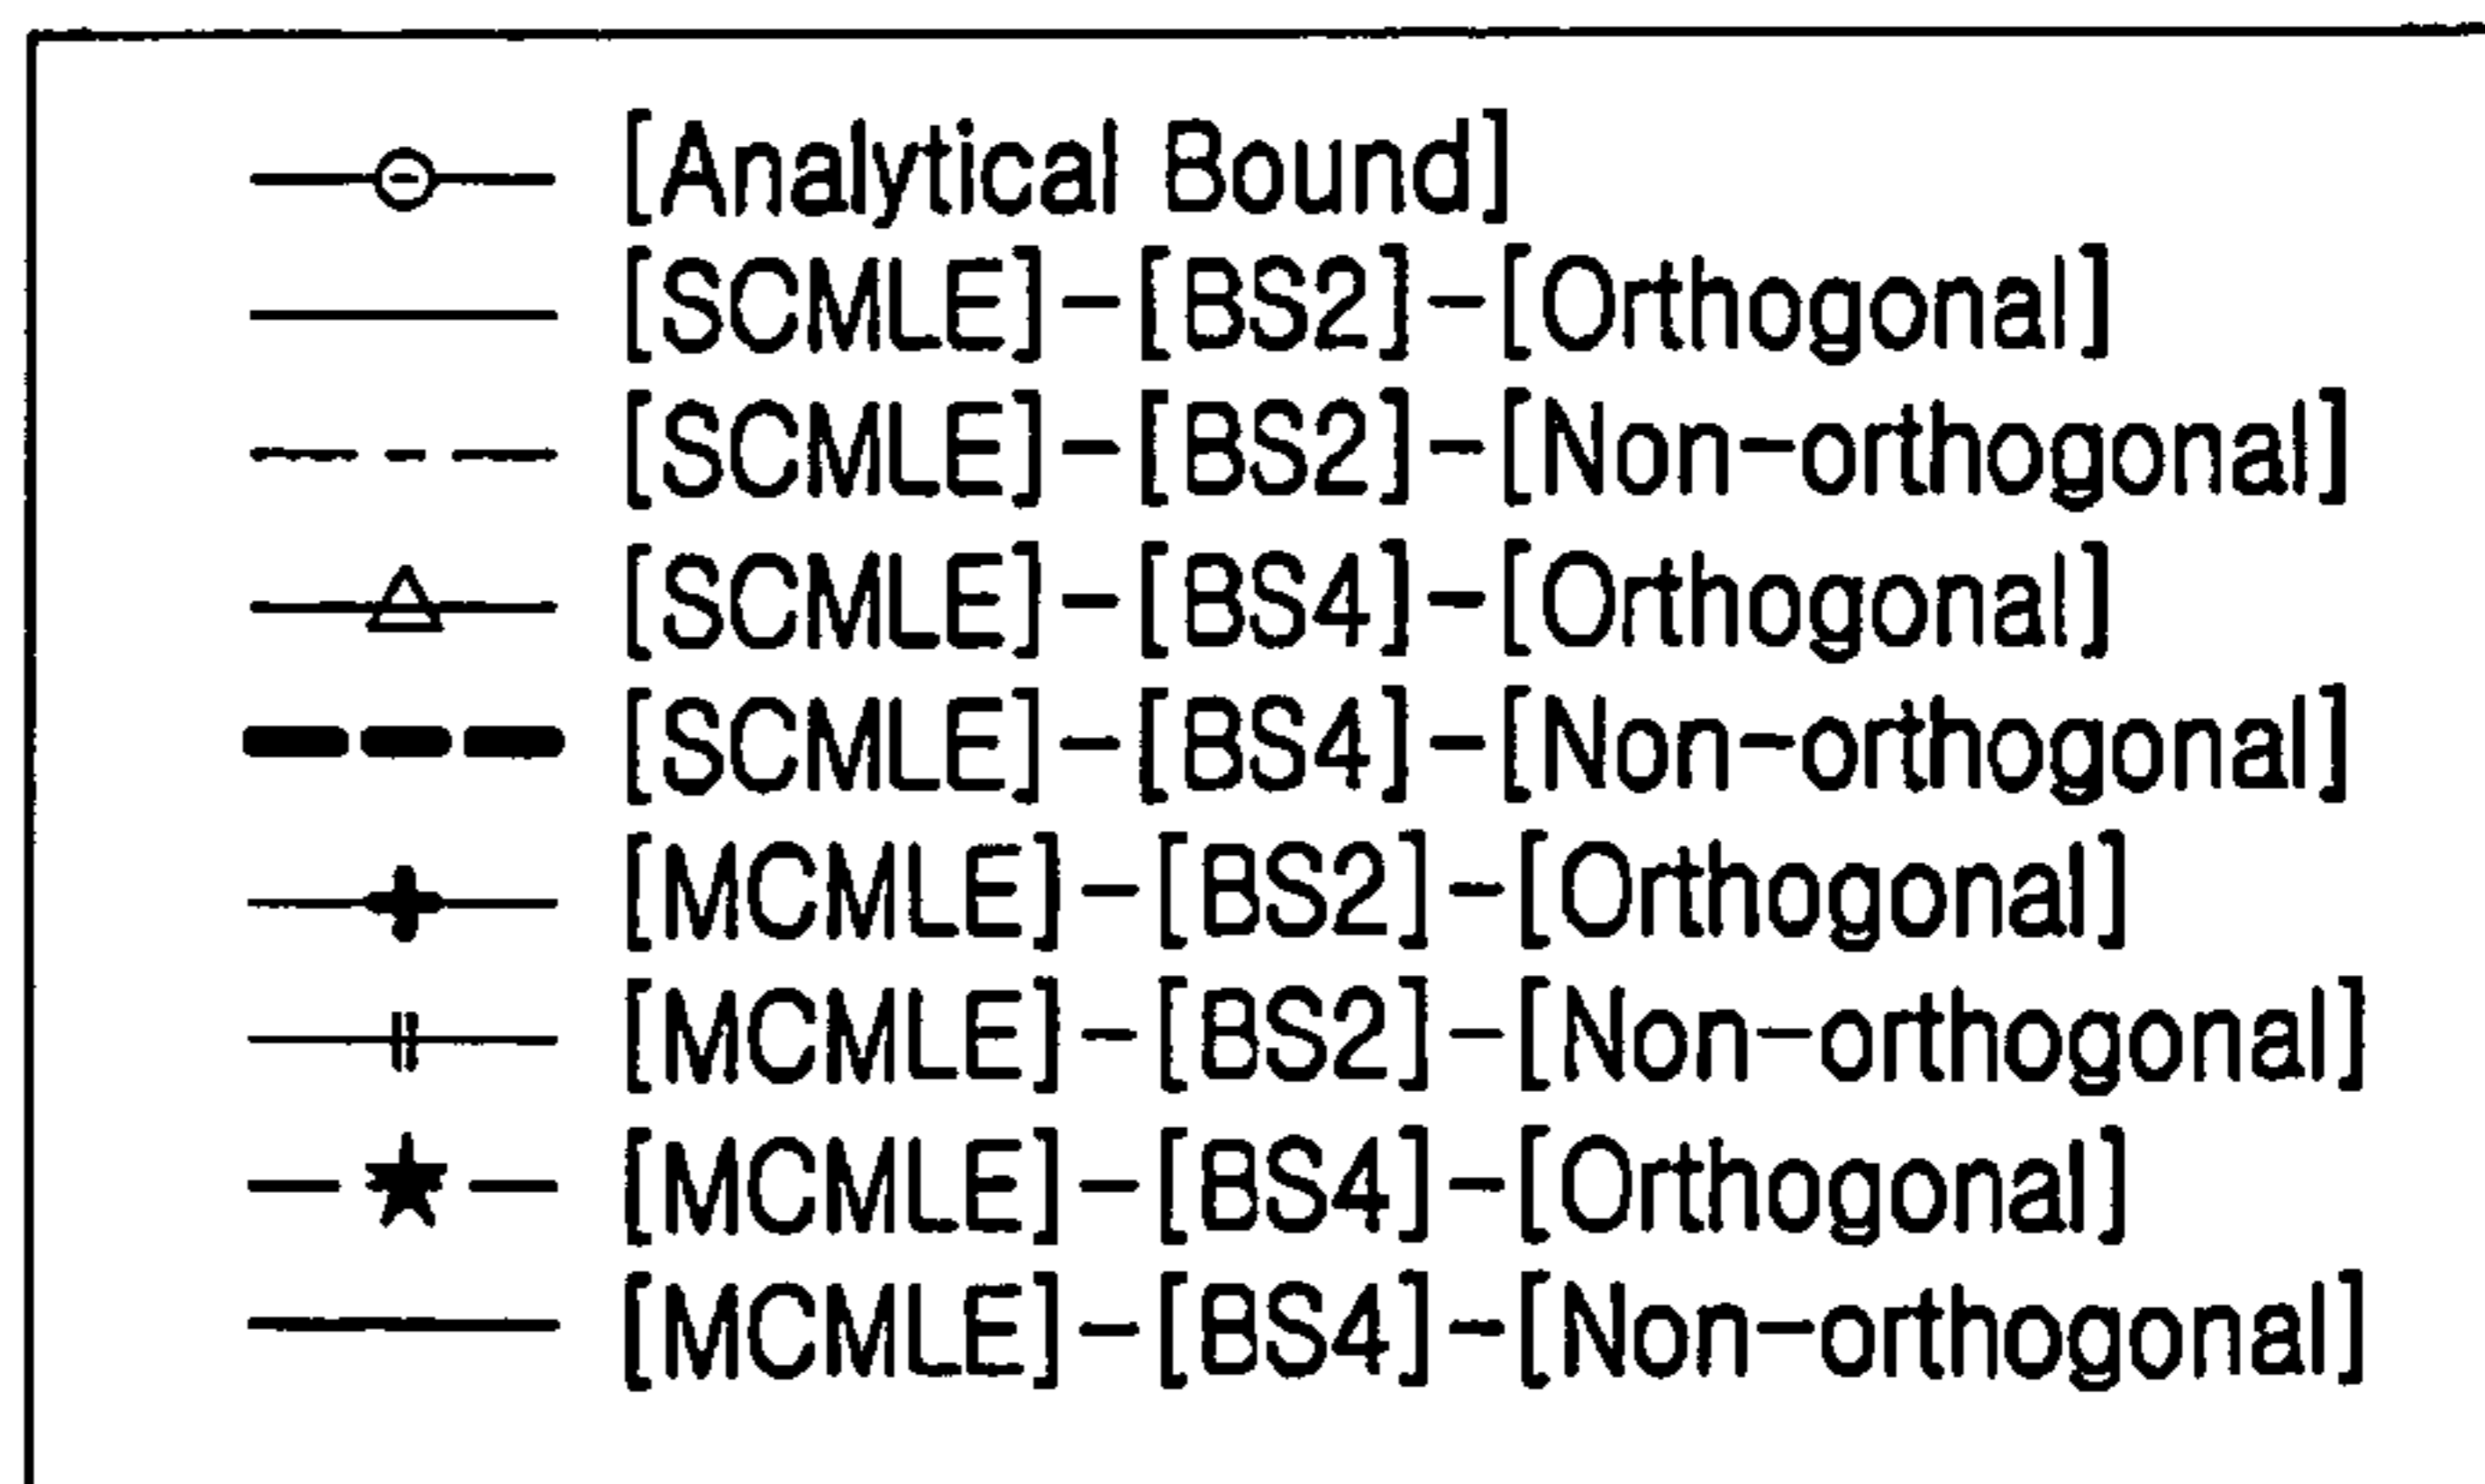 [Analytical Bound]
[SCMLE]-[BS2]-[Orthogonal]
[SCMLE]-[BS2]-[Non-orthogonal]
[SCMLE]-[BS4]-[Orthogonal]
[SCMLE]-[BS4]-[Non-orthogonal]
[MCMLE]-[BS2]-[Orthogonal]
[MCMLE]-[BS2]-[Non-orthogonal]
[MCMLE]-[BS4]-[Orthogonal]
[MCMLE]-[BS4]-[Non-orthogonal]